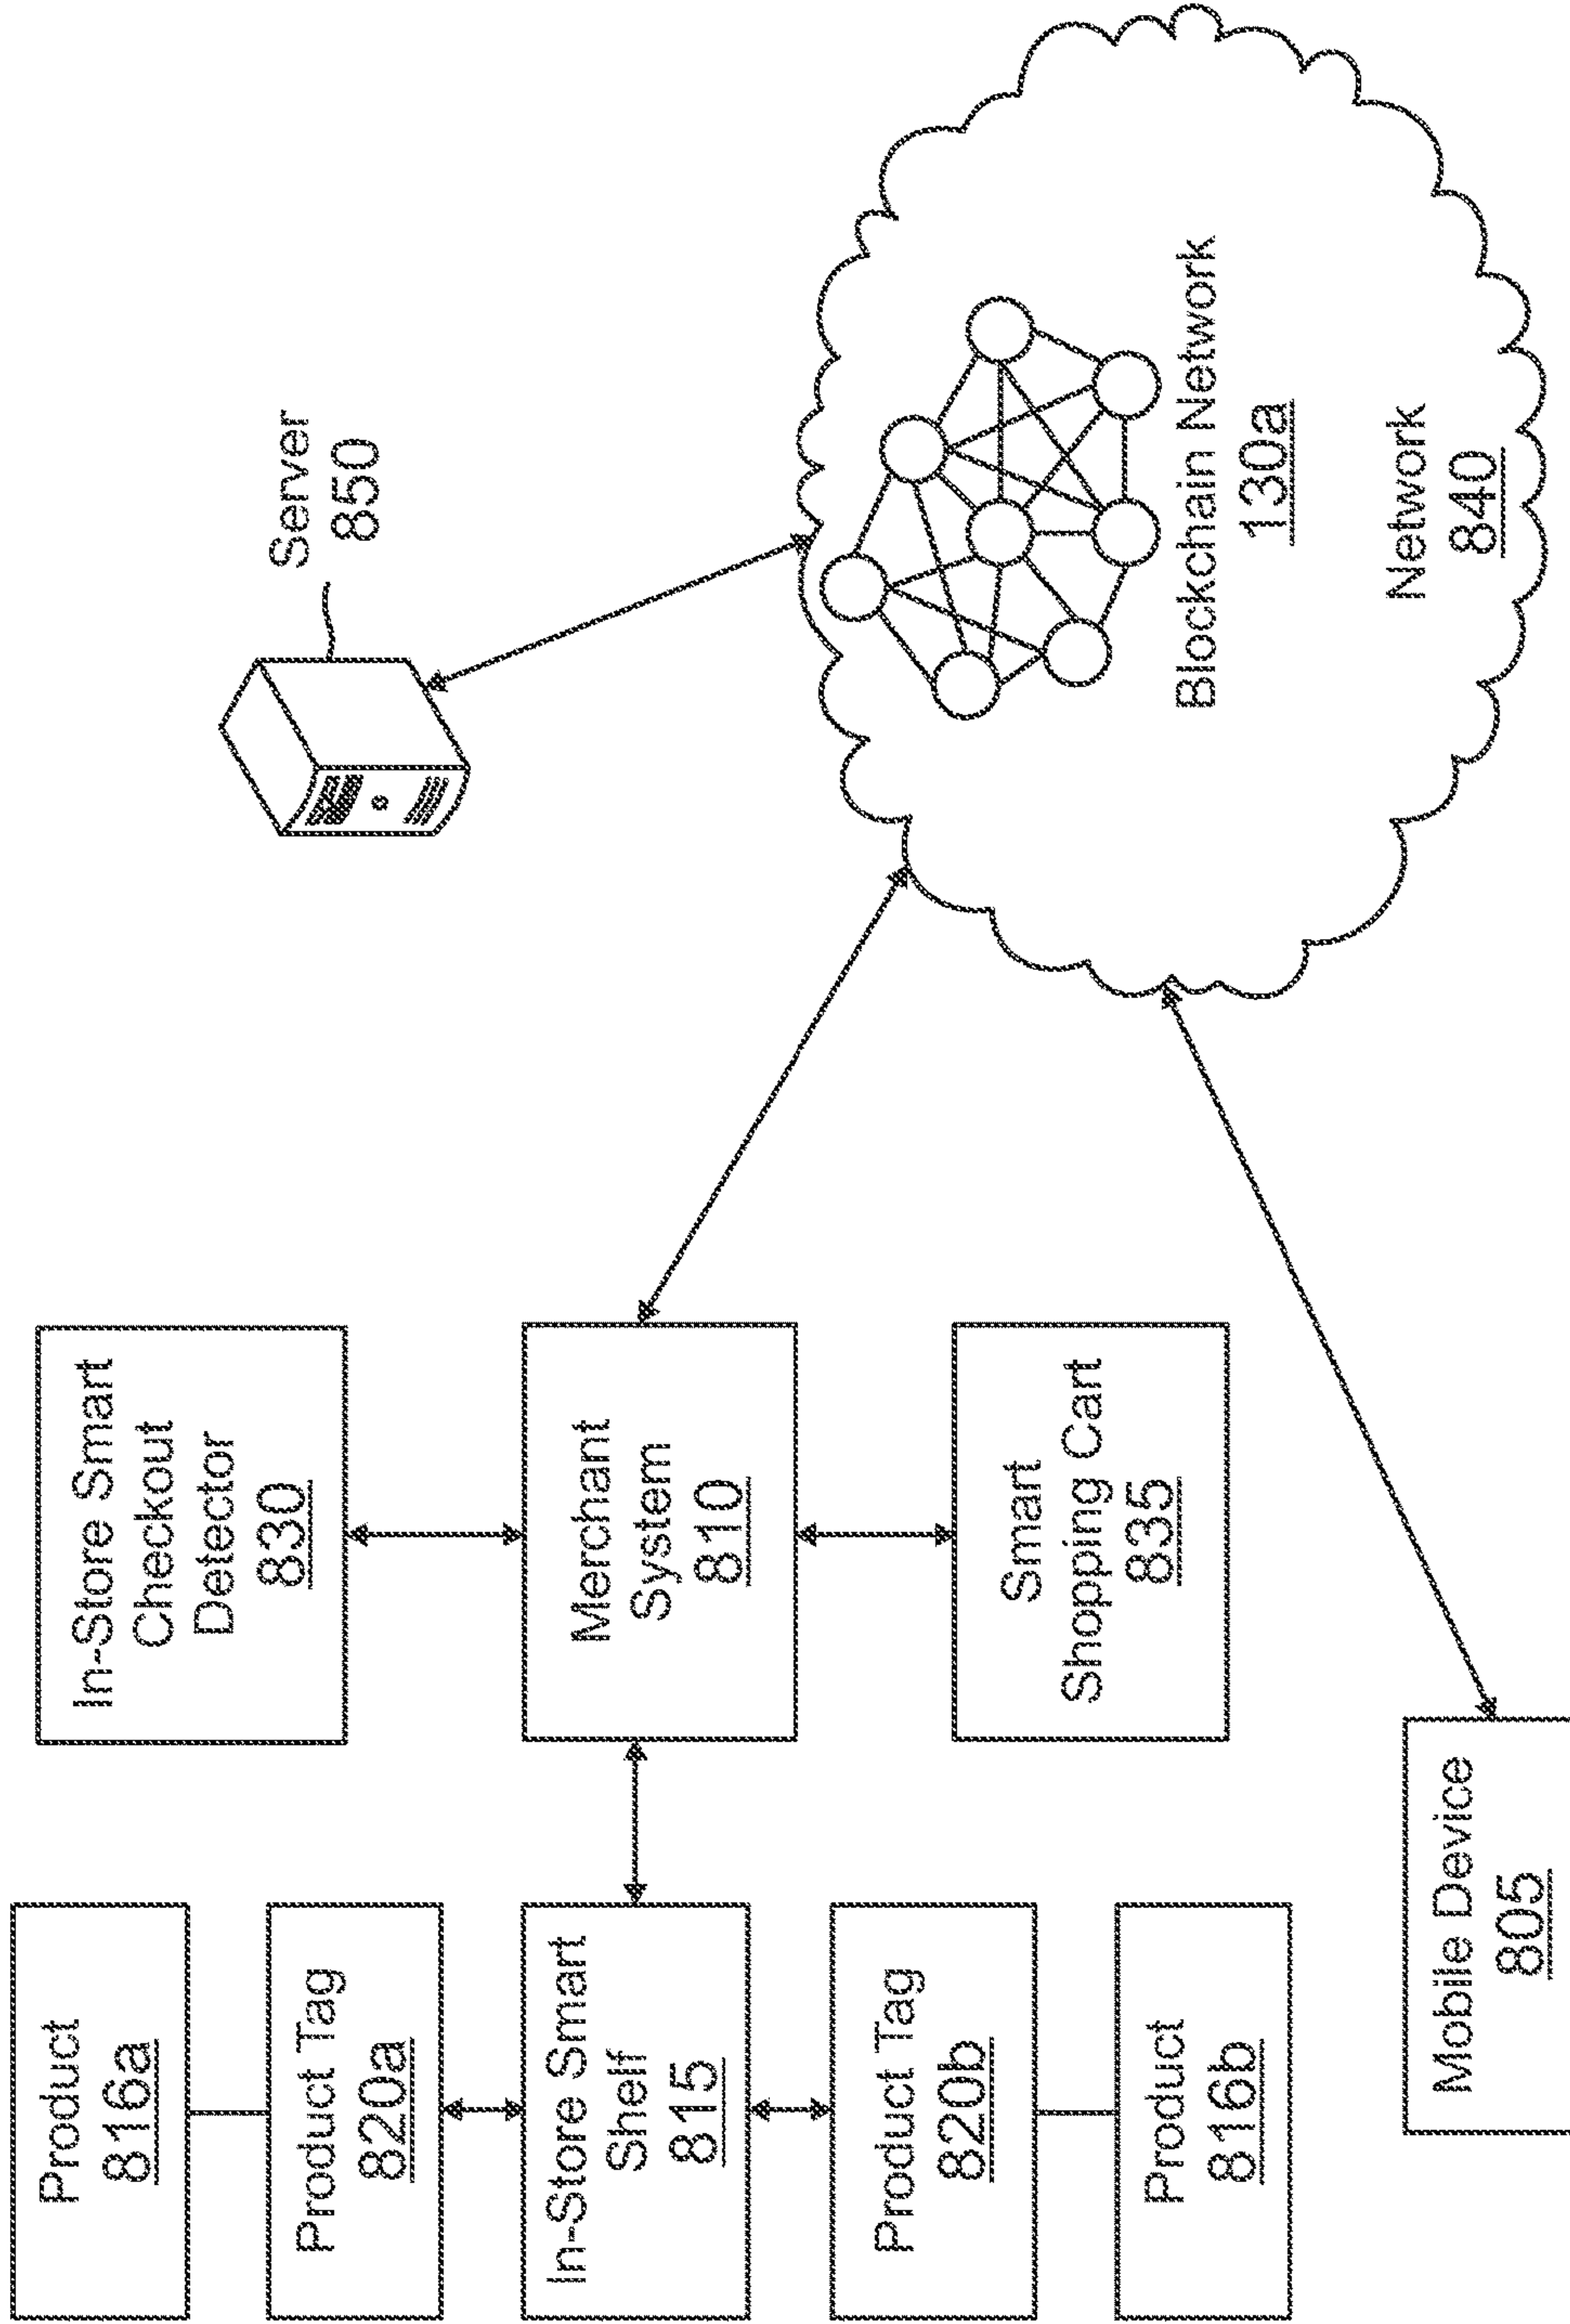 Product
816a
Product Tag
820a
In-Store Smart
Shelf
815
Product Tag
820b
Product
816b
Mobile Device
805
In-Store Smart
Checkout
Detector
830
Merchant
System
810
Smart
Shopping Cart
835
Server
850
Blockchain Network
130a
Network
840